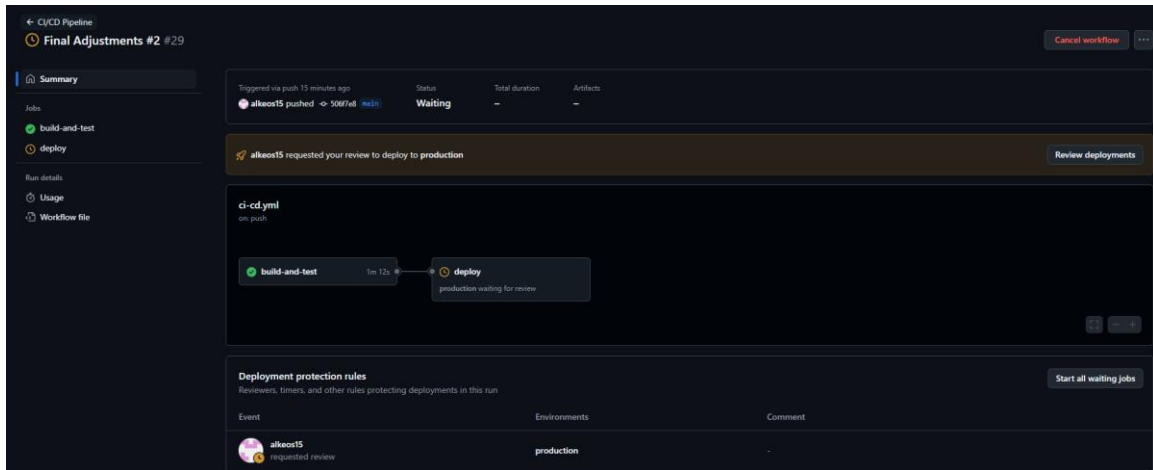 ← CI/CD Pipeline
Final Adjustments #2 #29
Cancel workflow
Summary
Jobs
build-and-test
deploy
Run details
Usage
Workflow file
Triggered via push 15 minutes ago
Status
Total duration
Artifacts
alkeos15 pushed 506f7e8 main
Waiting
–
–
alkeos15 requested your review to deploy to production
Review deployments
ci-cd.yml
on: push
build-and-test 1m 12s
deploy
production waiting for review
Deployment protection rules
Reviewers, timers, and other rules protecting deployments in this run
Start all waiting jobs
Event
Environments
Comment
alkeos15
requested review
production
-